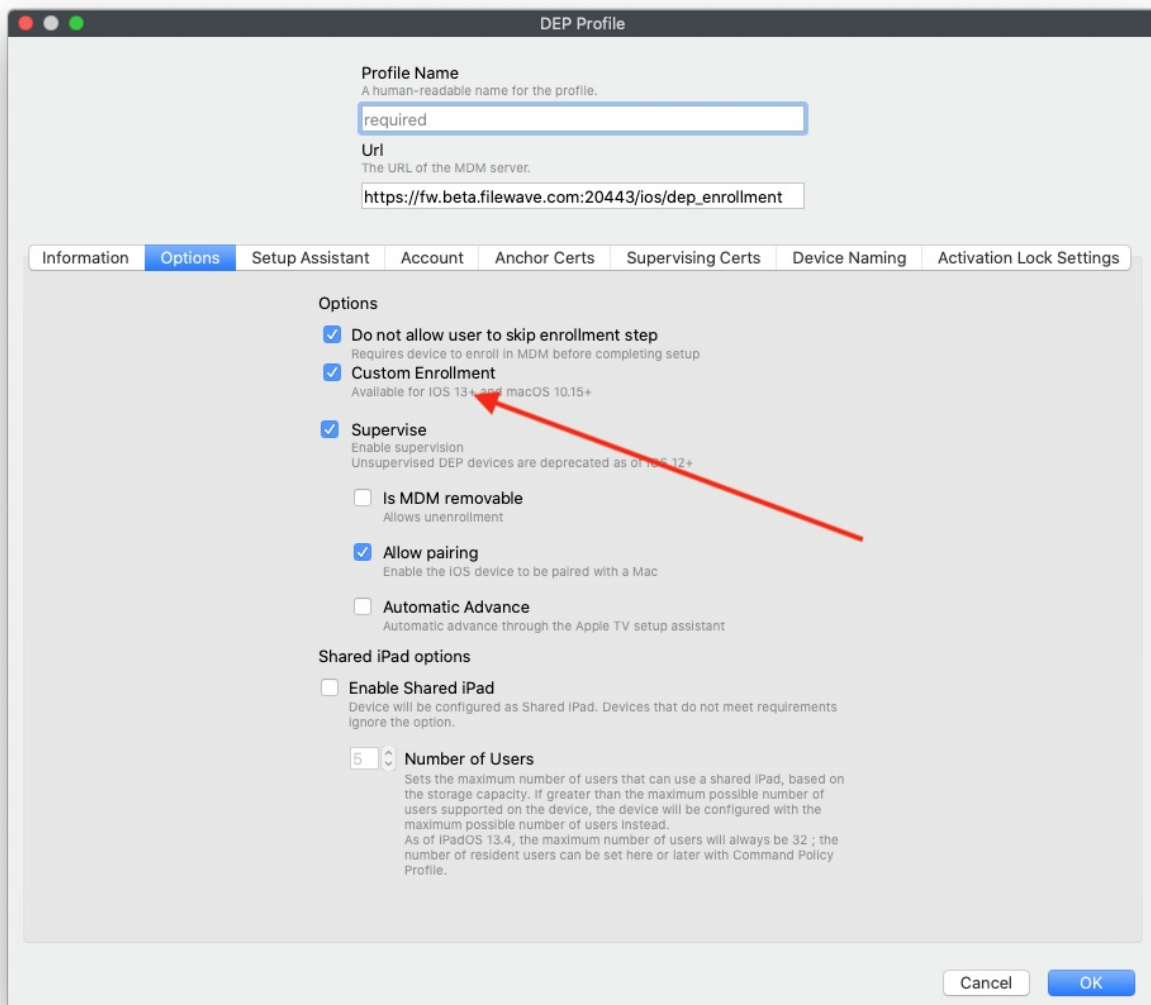 DEP Profile
Profile Name
A human-readable name for the profile.
required
Url
The URL of the MDM server.
https://fw.beta.filewave.com:20443/ios/dep_enrollment
Information Options Setup Assistant Account Anchor Certs Supervising Certs Device Naming Activation Lock Settings
Options
Do not allow user to skip enrollment step
Requires device to enroll in MDM before completing setup
Custom Enrollment
Available for IOS 13+ and macOS 10.15+
Supervise
Enable supervision
Unsupervised DEP devices are deprecated as of iOS 12+
Is MDM removable
Allows unenrollment
Allow pairing
Enable the iOS device to be paired with a Mac
Automatic Advance
Automatic advance through the Apple TV setup assistant
Shared iPad options
Enable Shared iPad
Device will be configured as Shared iPad. Devices that do not meet requirements
ignore the option.
5 Number of Users
Sets the maximum number of users that can use a shared iPad, based on
the storage capacity. If greater than the maximum possible number of
users supported on the device, the device will be configured with the
maximum possible number of users instead.
As of iPadOS 13.4, the maximum number of users will always be 32 ; the
number of resident users can be set here or later with Command Policy
Profile.
Cancel OK